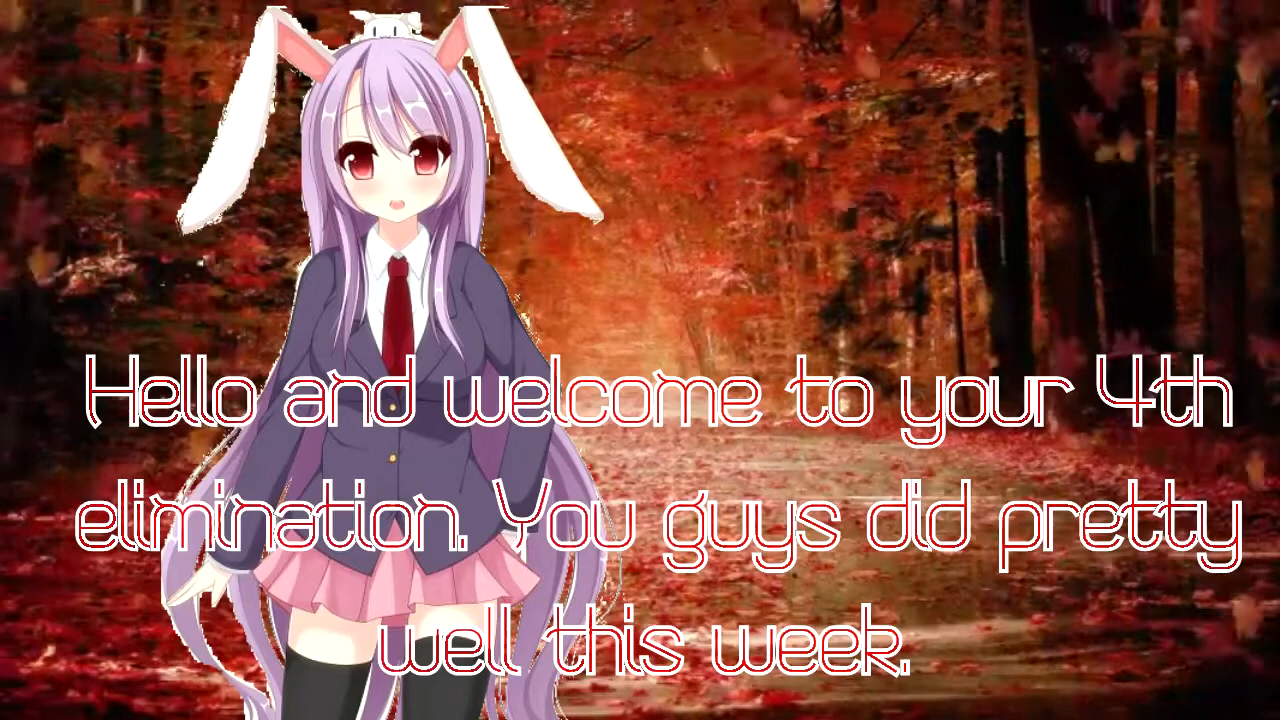 Hello and welcome to your 4th
elimination. You guys did pretty
well this week.